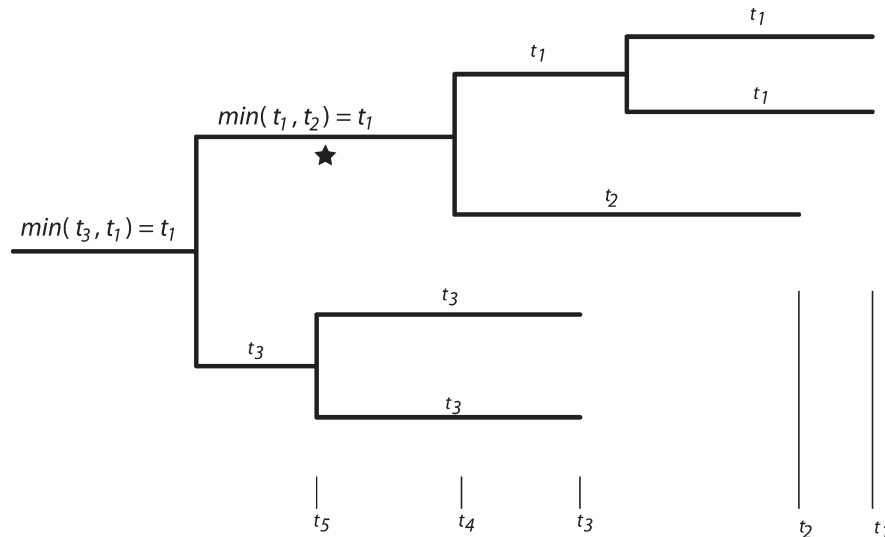 t₁
t₁
t₁
min(t₁, t₂) = t₁
★
t₂
min(t₃, t₁) = t₁
t₃
t₃
t₃
t₅ t₄ t₃ t₂ t₁